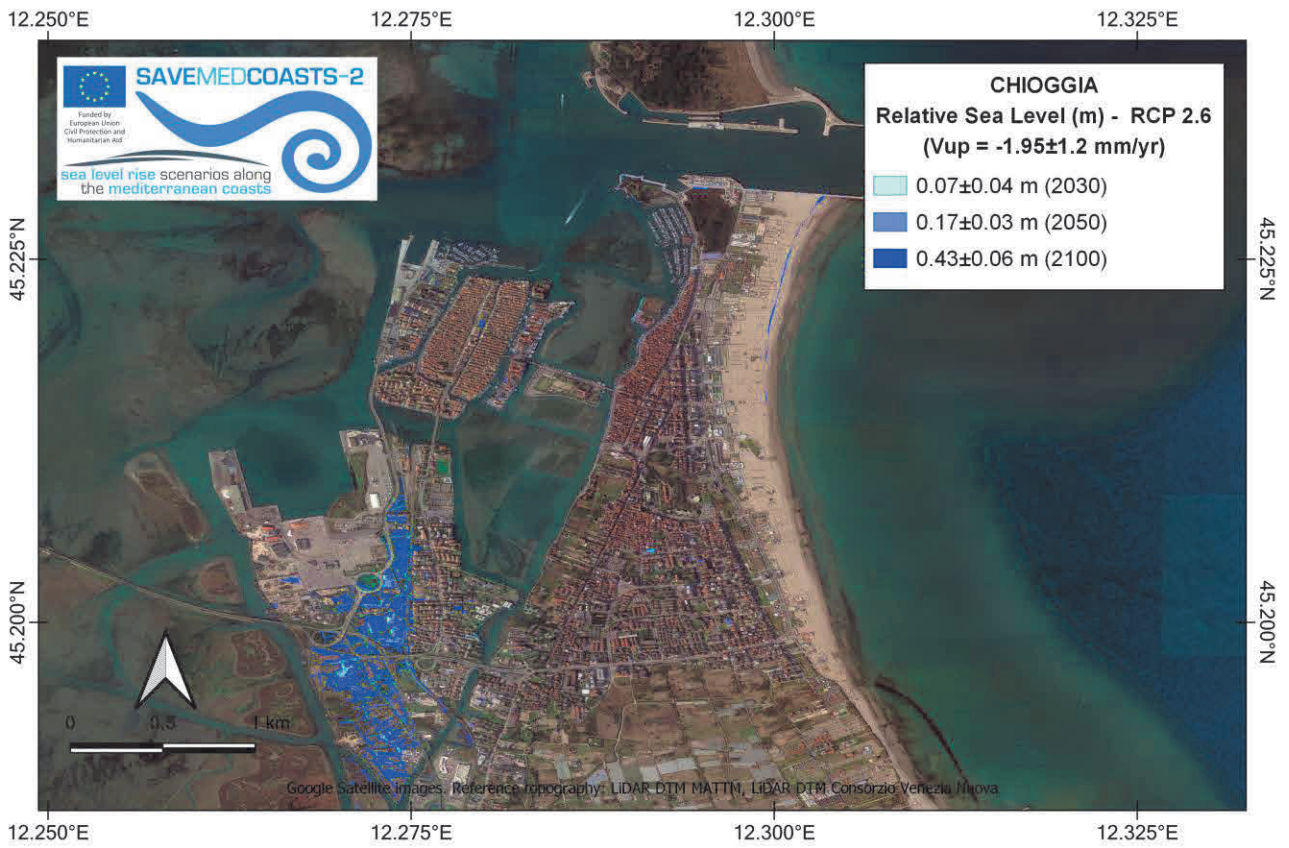 12.250°E 12.275°E 12.300°E 12.325°E
SAVEMEDCOASTS-2
Funded by
European Union
Civil Protection and
Humanitarian Aid
sea level rise scenarios along
the mediterranean coasts
CHIOGGIA
Relative Sea Level (m) - RCP 2.6
(Vup = -1.95±1.2 mm/yr)
0.07±0.04 m (2030)
0.17±0.03 m (2050)
0.43±0.06 m (2100)
45.225°N 45.225°N
45.200°N 45.200°N
0 0.5 1 km
Google Satellite images. Reference topography: LiDAR DTM MATTM, LiDAR DTM Consorzio Venezia Nuova
12.250°E 12.275°E 12.300°E 12.325°E